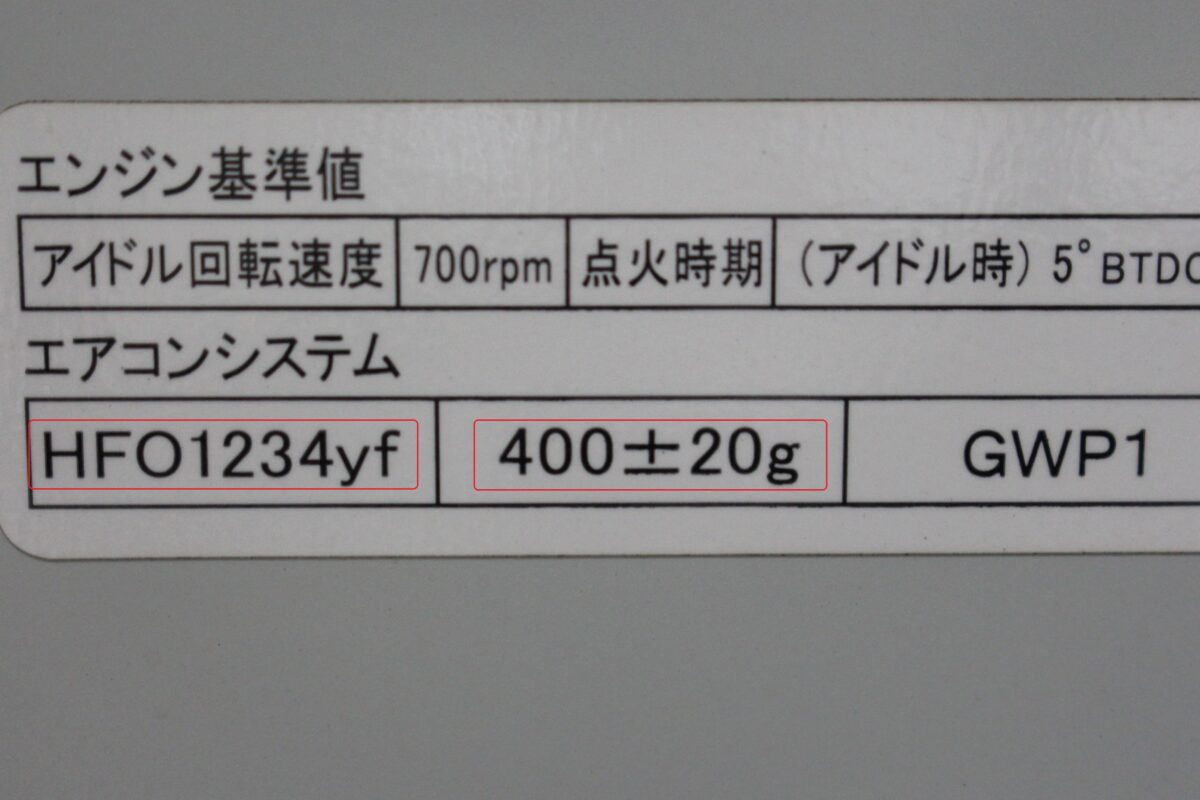 エンジン基準値
アイドル回転速度 700rpm 点火時期 (アイドル時) 5° BTDC
エアコンシステム
HFO1234yf 400±20g GWP1